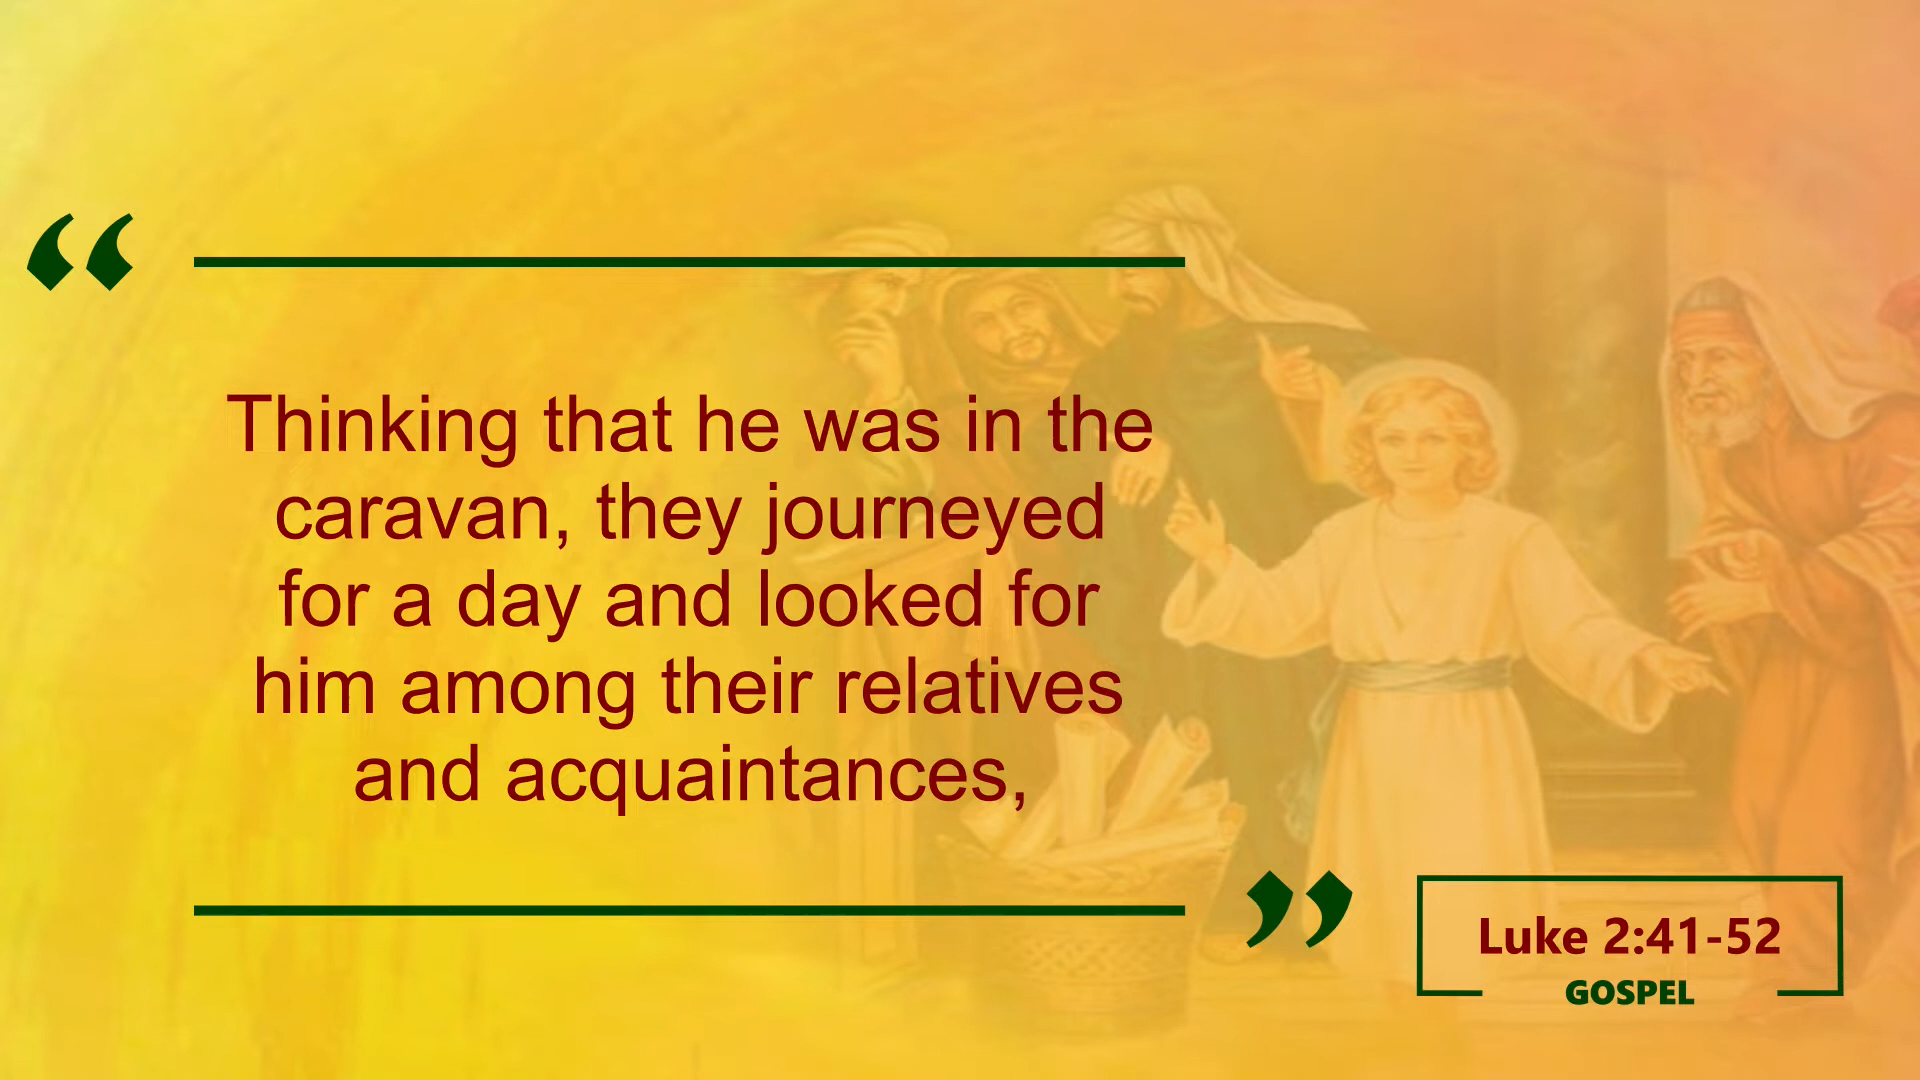 “
Thinking that he was in the
caravan, they journeyed
for a day and looked for
him among their relatives
and acquaintances,
”
Luke 2:41-52
GOSPEL